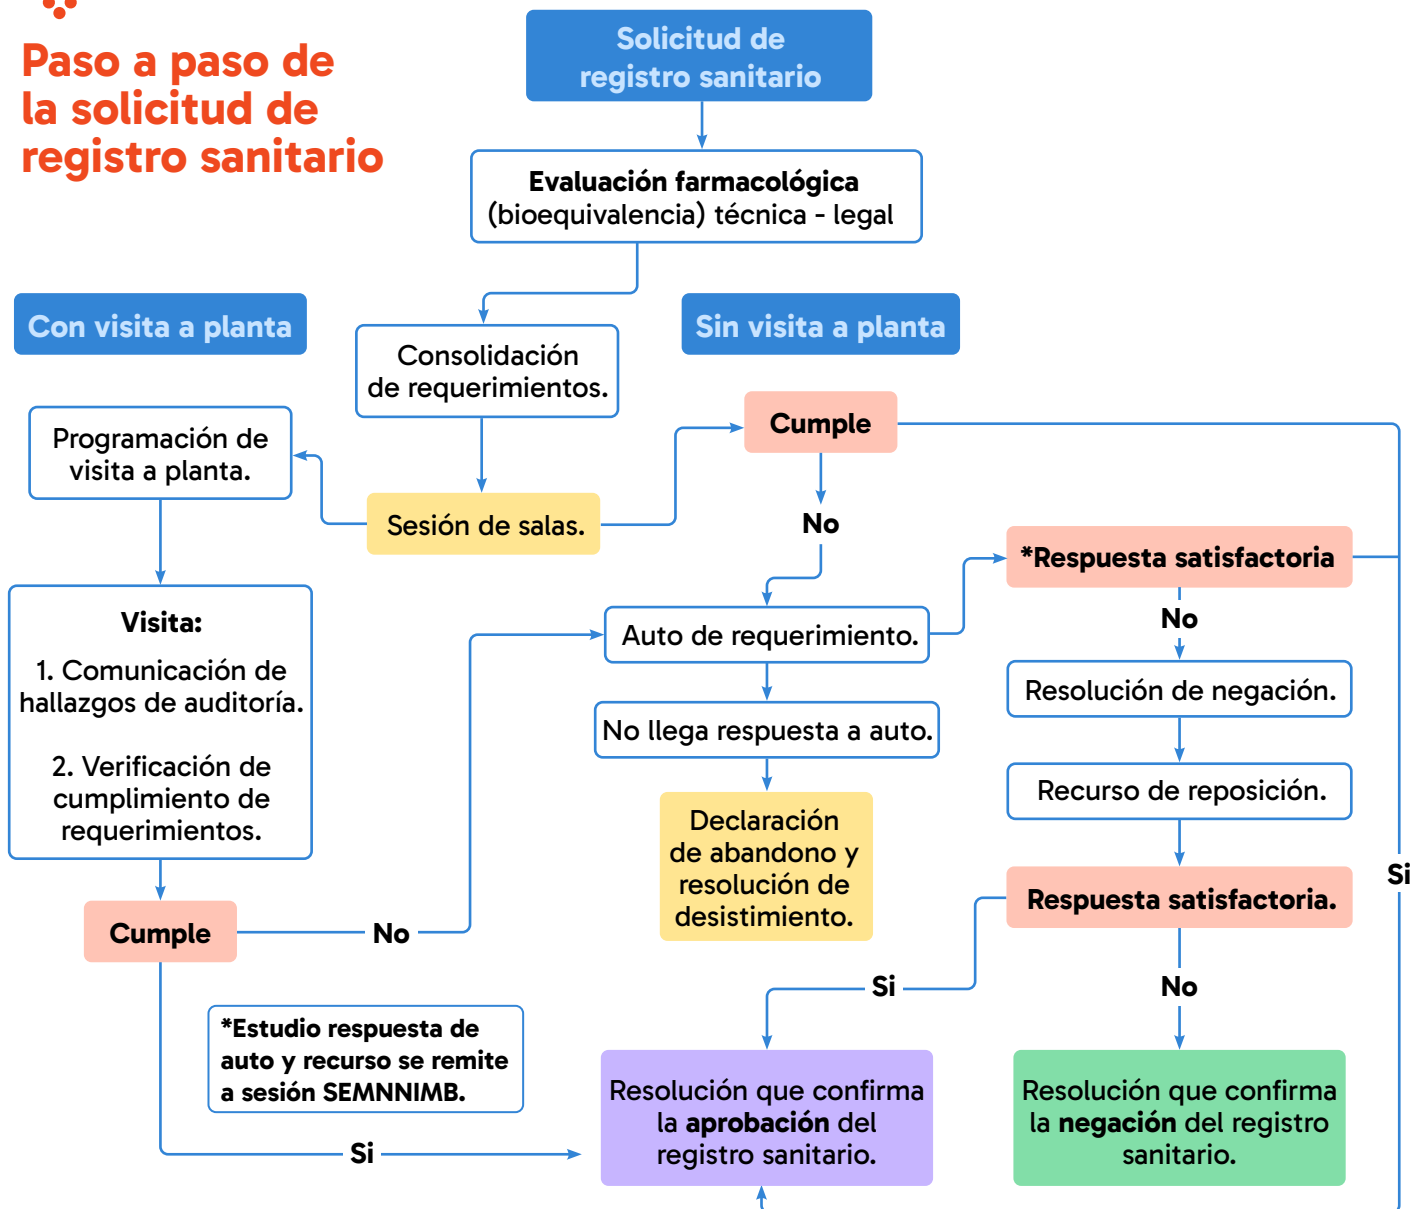 Paso a paso de
la solicitud de
registro sanitario
Solicitud de
registro sanitario
Evaluación farmacológica
(bioequivalencia) técnica - legal
Con visita a planta
Sin visita a planta
Consolidación
de requerimientos.
Programación de
visita a planta.
Sesión de salas.
Cumple
No
*Respuesta satisfactoria
No
Visita:
1. Comunicación de
hallazgos de auditoría.
2. Verificación de
cumplimiento de
requerimientos.
Auto de requerimiento.
No llega respuesta a auto.
Declaración
de abandono y
resolución de
desistimiento.
Resolución de negación.
Recurso de reposición.
Respuesta satisfactoria.
Si
Cumple
No
Si
No
*Estudio respuesta de
auto y recurso se remite
a sesión SEMNNIMB.
Si
Resolución que confirma
la aprobación del
registro sanitario.
Resolución que confirma
la negación del registro
sanitario.